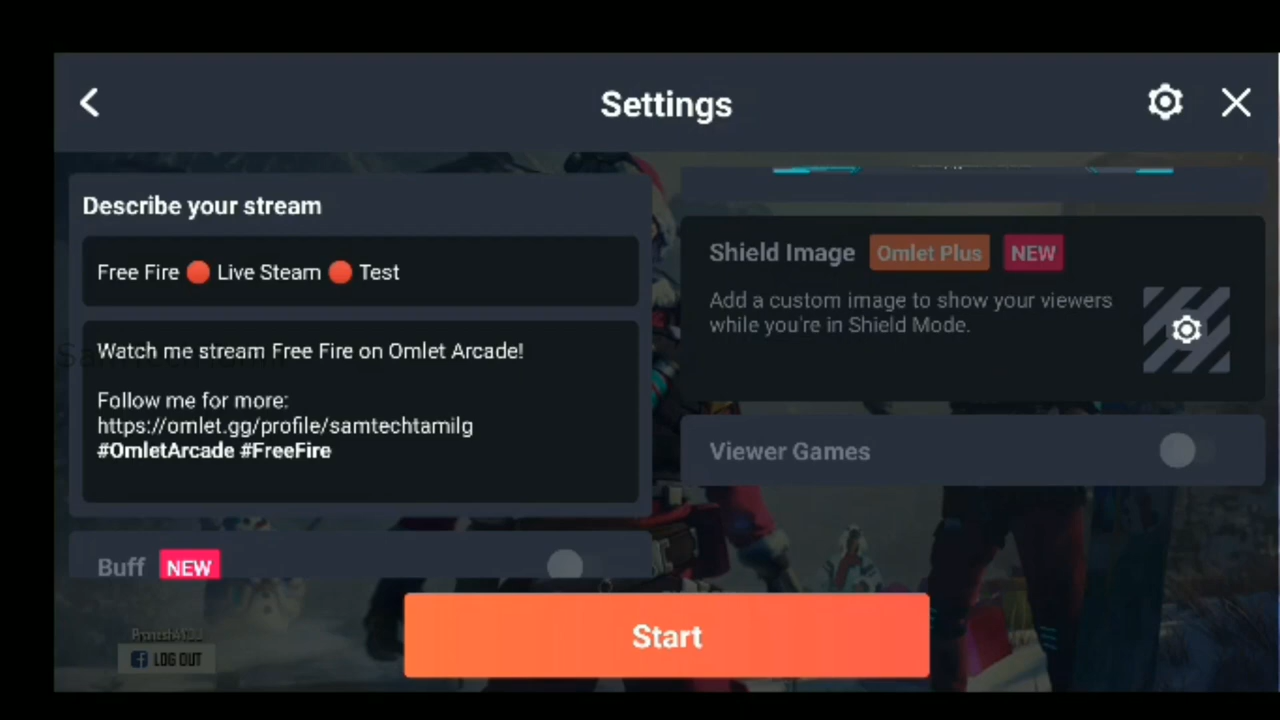 Settings
Describe your stream
Free Fire 🔴 Live Steam 🔴 Test
Watch me stream Free Fire on Omlet Arcade!
Follow me for more:
https://omlet.gg/profile/samtechtamilg
#OmletArcade #FreeFire
Buff NEW
Shield Image Omlet Plus NEW
Add a custom image to show your viewers
while you're in Shield Mode.
Viewer Games
Start
LOG OUT